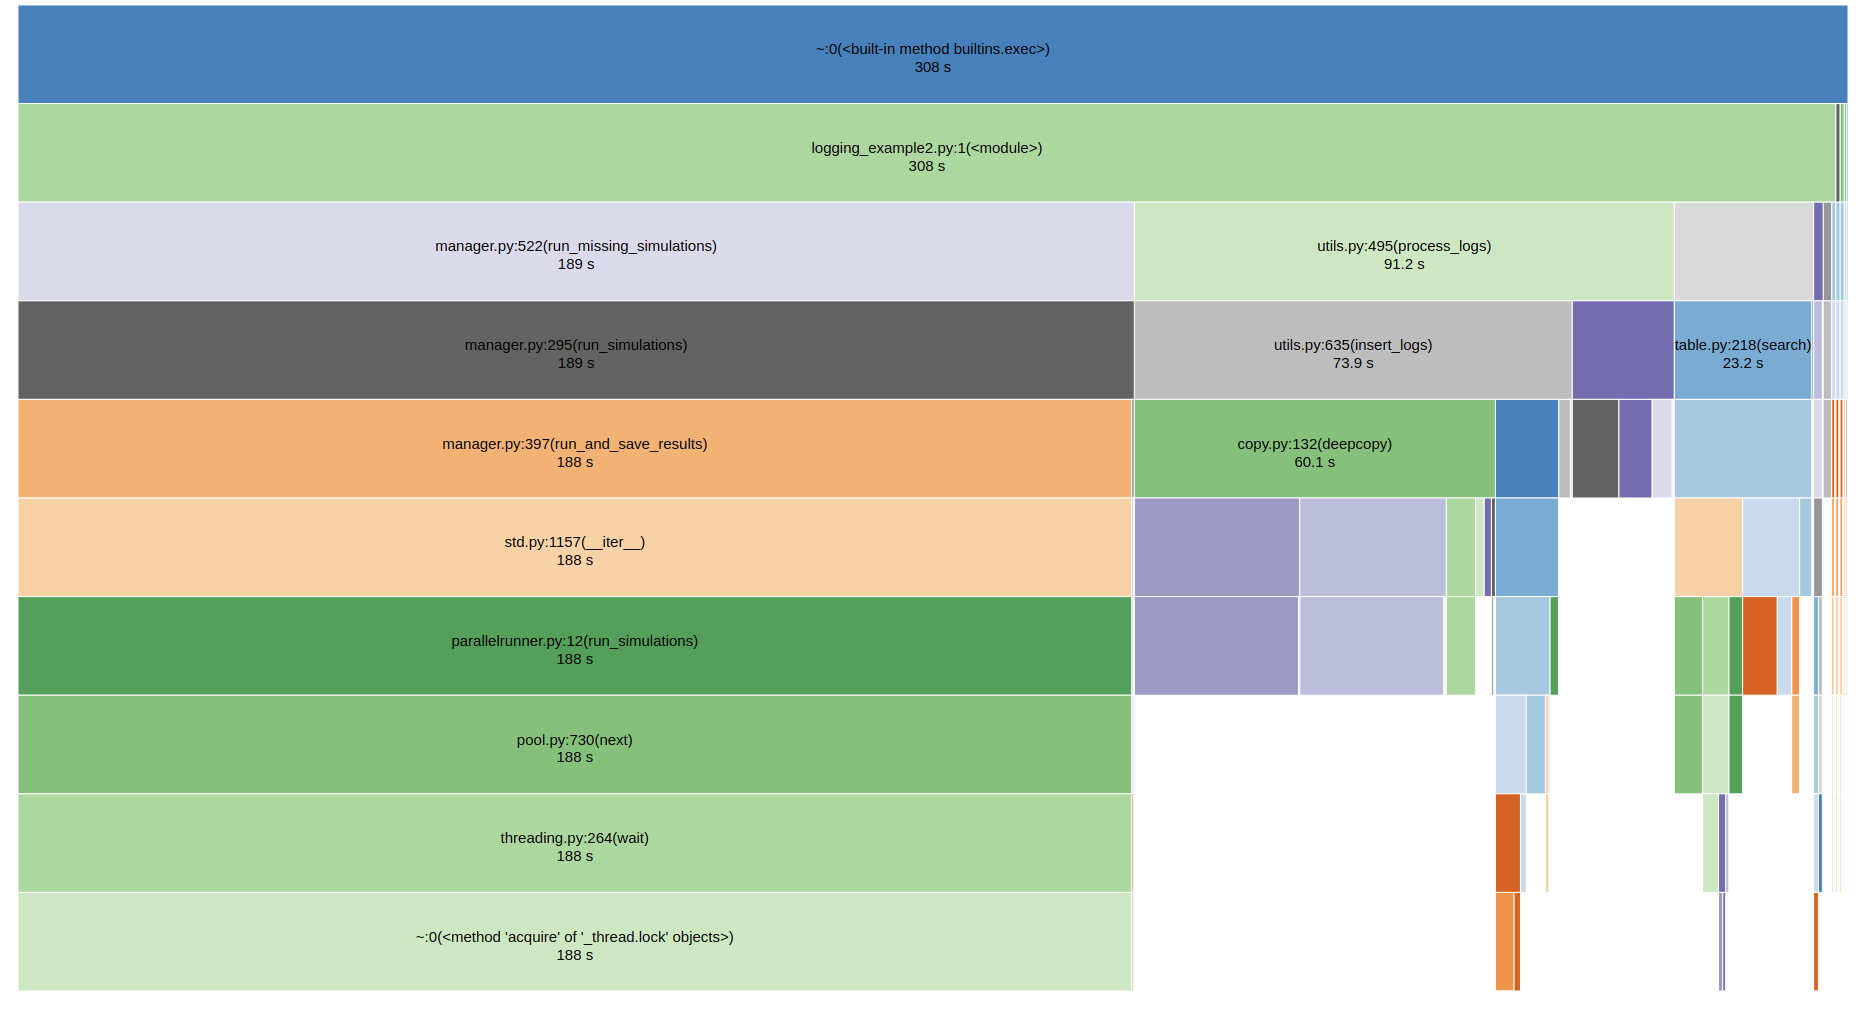 ~:0(<built-in method builtins.exec>)
308 s
logging_example2.py:1(<module>)
308 s
manager.py:522(run_missing_simulations)
189 s
utils.py:495(process_logs)
91.2 s
manager.py:295(run_simulations)
189 s
utils.py:635(insert_logs)
73.9 s
table.py:218(search)
23.2 s
manager.py:397(run_and_save_results)
188 s
copy.py:132(deepcopy)
60.1 s
std.py:1157(__iter__)
188 s
parallelrunner.py:12(run_simulations)
188 s
pool.py:730(next)
188 s
threading.py:264(wait)
188 s
~:0(<method 'acquire' of '_thread.lock' objects>)
188 s